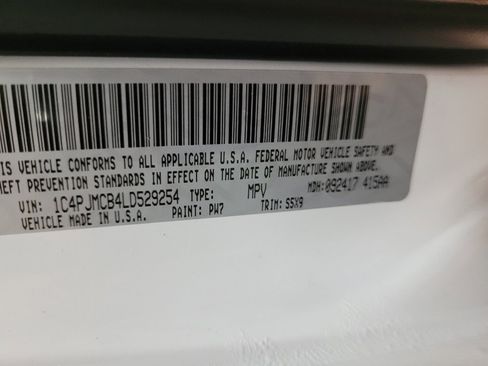 IS VEHICLE CONFORMS TO ALL APPLICABLE U.S.A. FEDERAL MOTOR VEHICLE SAFETY AND
HEFT PREVENTION STANDARDS IN EFFECT ON THE DATE OF MANUFACTURE SHOWN ABOVE.
VIN: 1C4PJMCB4LD529254 TYPE: MPV MDH: 092417 415AA
VEHICLE MADE IN U.S.A. PAINT: PW7 TRIM: S5X9